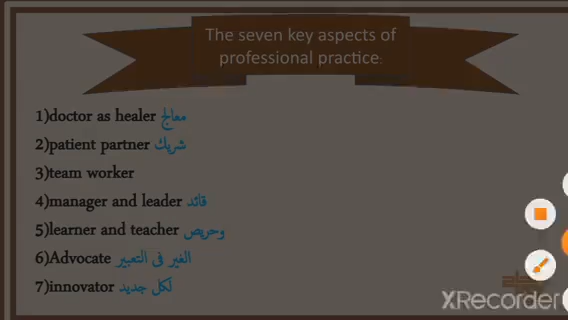 The seven key aspects of
professional practice:
1)doctor as healer معالج
2)patient partner شريك
3)team worker
4)manager and leader قائد
5)learner and teacher وحريص
6)Advocate الغير فى التعبير
7)innovator لكل جديد
XRecorder